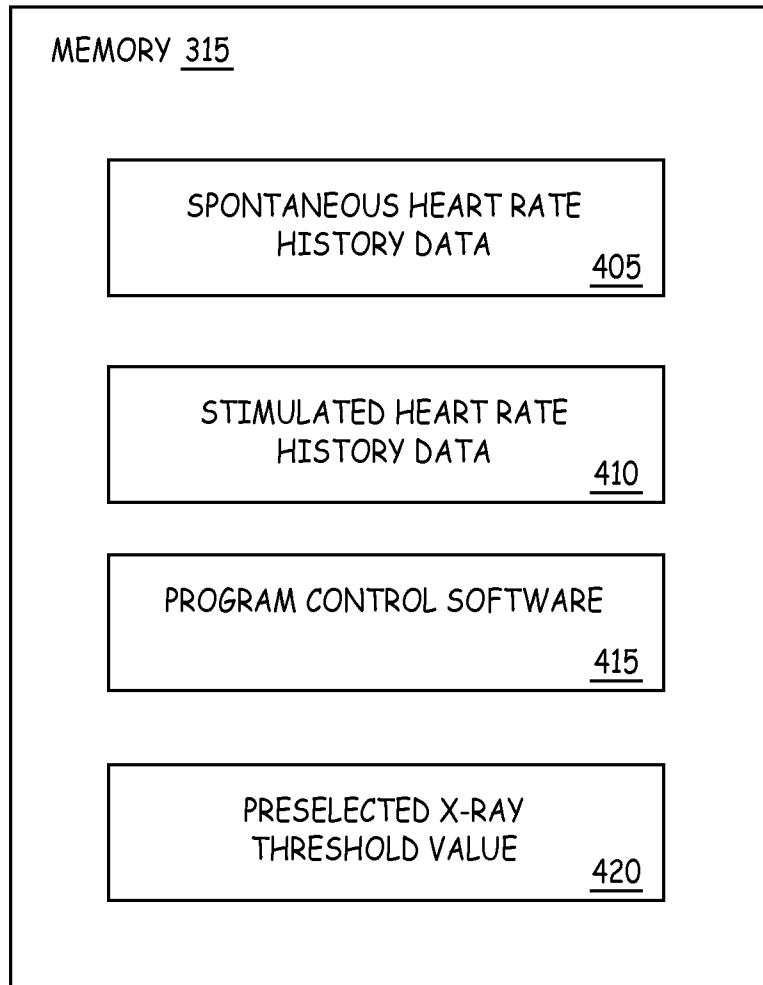 MEMORY 315
SPONTANEOUS HEART RATE
HISTORY DATA
405
STIMULATED HEART RATE
HISTORY DATA
410
PROGRAM CONTROL SOFTWARE
415
PRESELECTED X-RAY
THRESHOLD VALUE
420